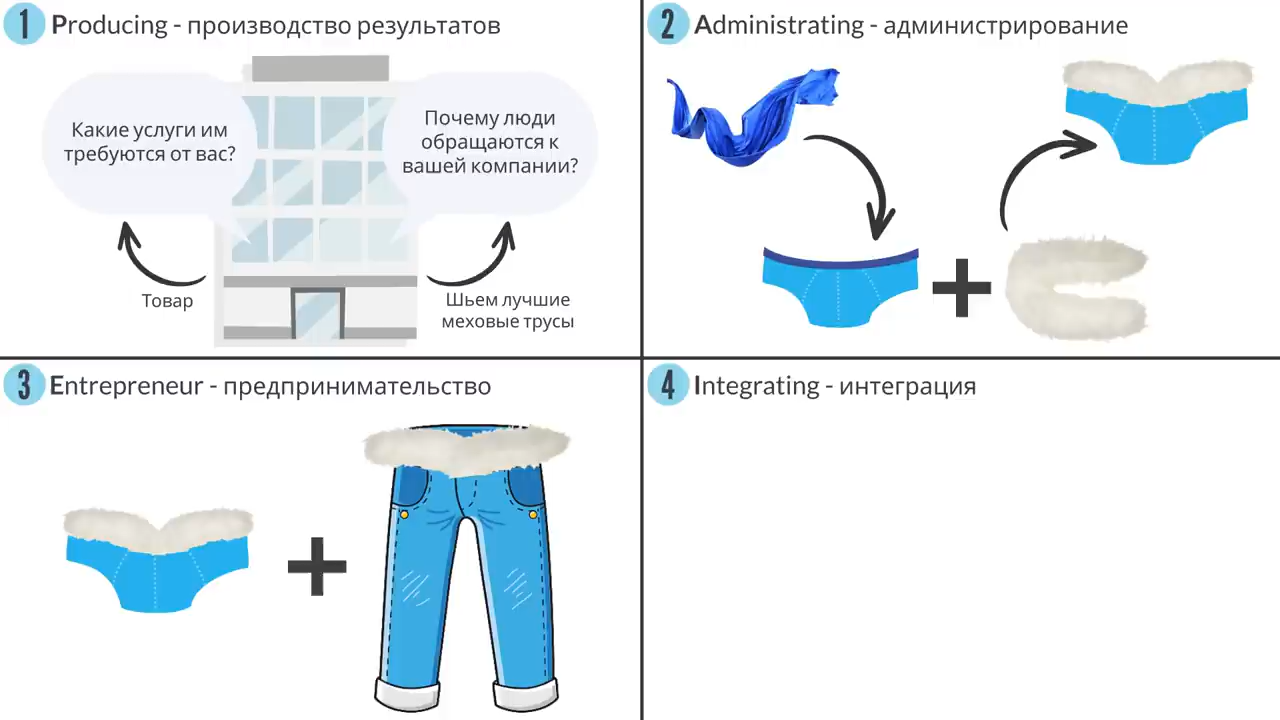 1 Producing - производство результатов
Какие услуги им
требуются от вас?
Почему люди
обращаются к
вашей компании?
Товар
Шьем лучшие
меховые трусы
2 Administrating - администрирование
3 Entrepreneur - предпринимательство
4 Integrating - интеграция